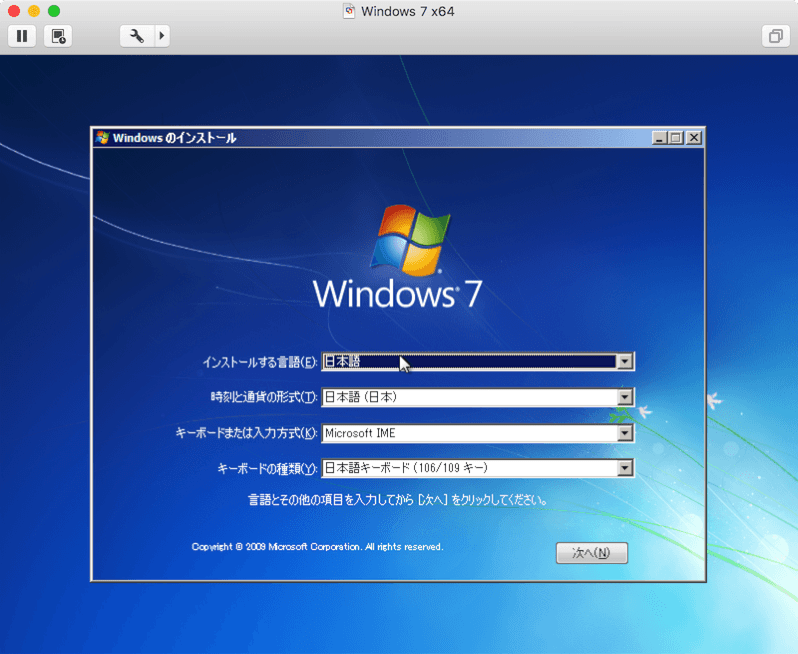 Windows 7 x64
Windows のインストール
Windows® 7
インストールする言語(E): 日本語
時刻と通貨の形式(T): 日本語 (日本)
キーボードまたは入力方式(K): Microsoft IME
キーボードの種類(Y): 日本語キーボード (106/109 キー)
言語とその他の項目を入力してから [次へ] をクリックしてください。
Copyright © 2009 Microsoft Corporation. All rights reserved.
次へ(N)